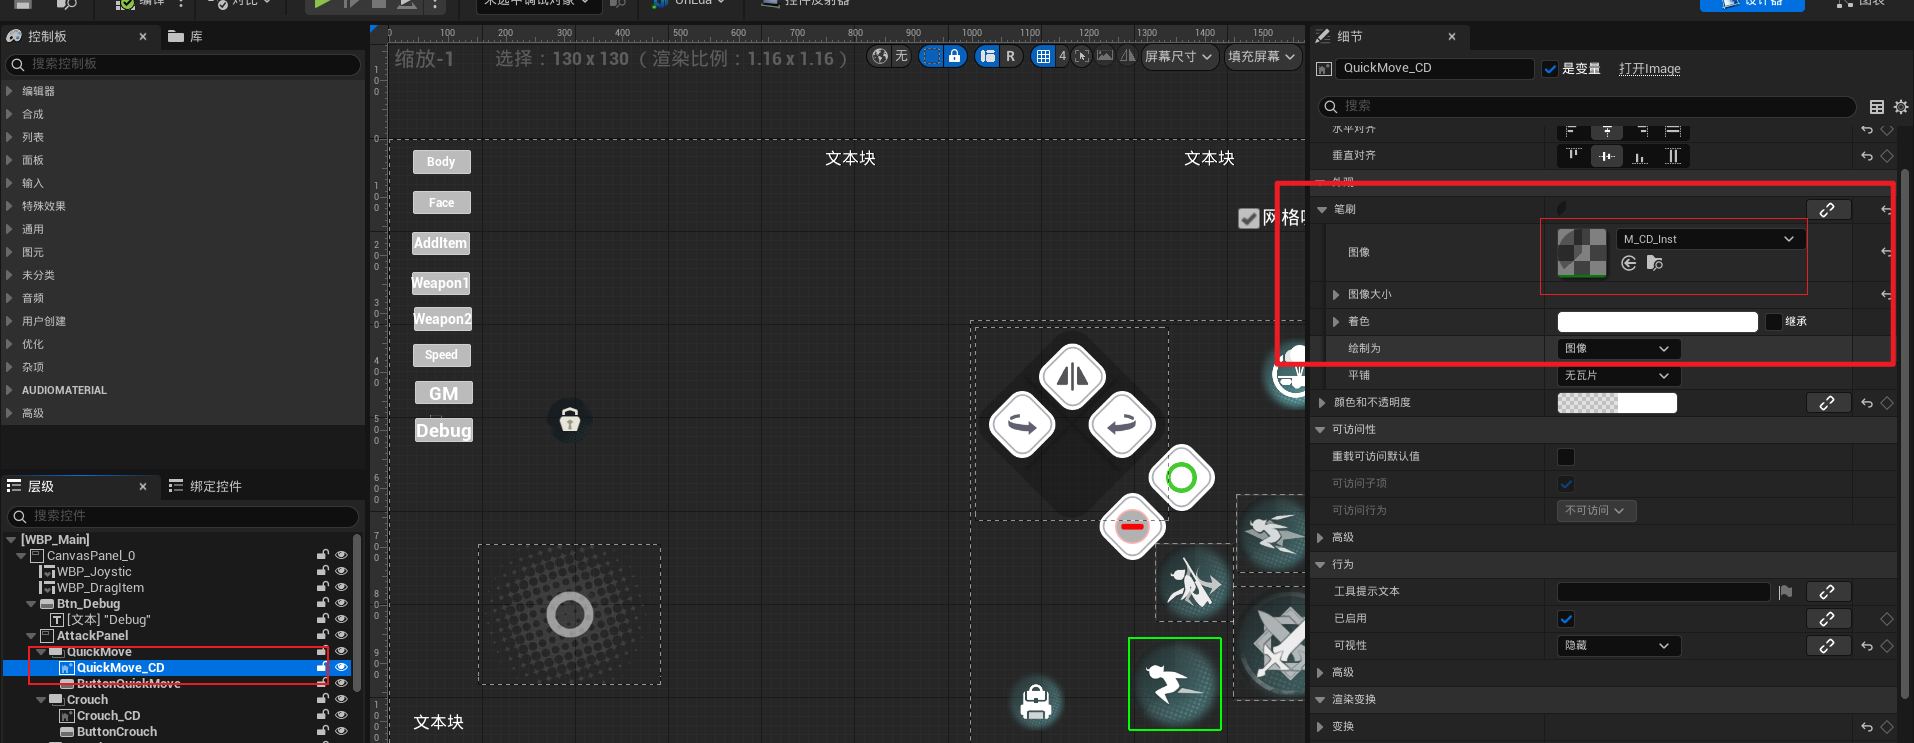 编译
对比
未选中调试对象
UnLua
控件反射器
设计器
图表
控制板
库
搜索控制板
编辑器
合成
列表
面板
输入
特殊效果
通用
图元
未分类
音频
用户创建
优化
杂项
AUDIOMATERIAL
高级
层级
绑定控件
搜索控件
[WBP_Main]
CanvasPanel_0
WBP_Joystic
WBP_DragItem
Btn_Debug
[文本] "Debug"
AttackPanel
QuickMove
QuickMove_CD
ButtonQuickMove
Crouch
Crouch_CD
ButtonCrouch
0 100 200 300 400 500 600 700 800 900 1000 1100 1200 1300 1400 1500
缩放-1
选择：130 x 130（渲染比例：1.16 x 1.16）
无
R
4
屏幕尺寸
填充屏幕
文本块
文本块
Body
Face
AddItem
Weapon1
Weapon2
Speed
GM
Debug
网格
文本块
细节
QuickMove_CD
是变量
打开Image
搜索
水平对齐
垂直对齐
外观
笔刷
图像
M_CD_Inst
图像大小
着色
继承
绘制为
图像
平铺
无瓦片
颜色和不透明度
可访问性
重载可访问默认值
可访问子项
可访问行为
不可访问
高级
行为
工具提示文本
已启用
可视性
隐藏
高级
渲染变换
变换